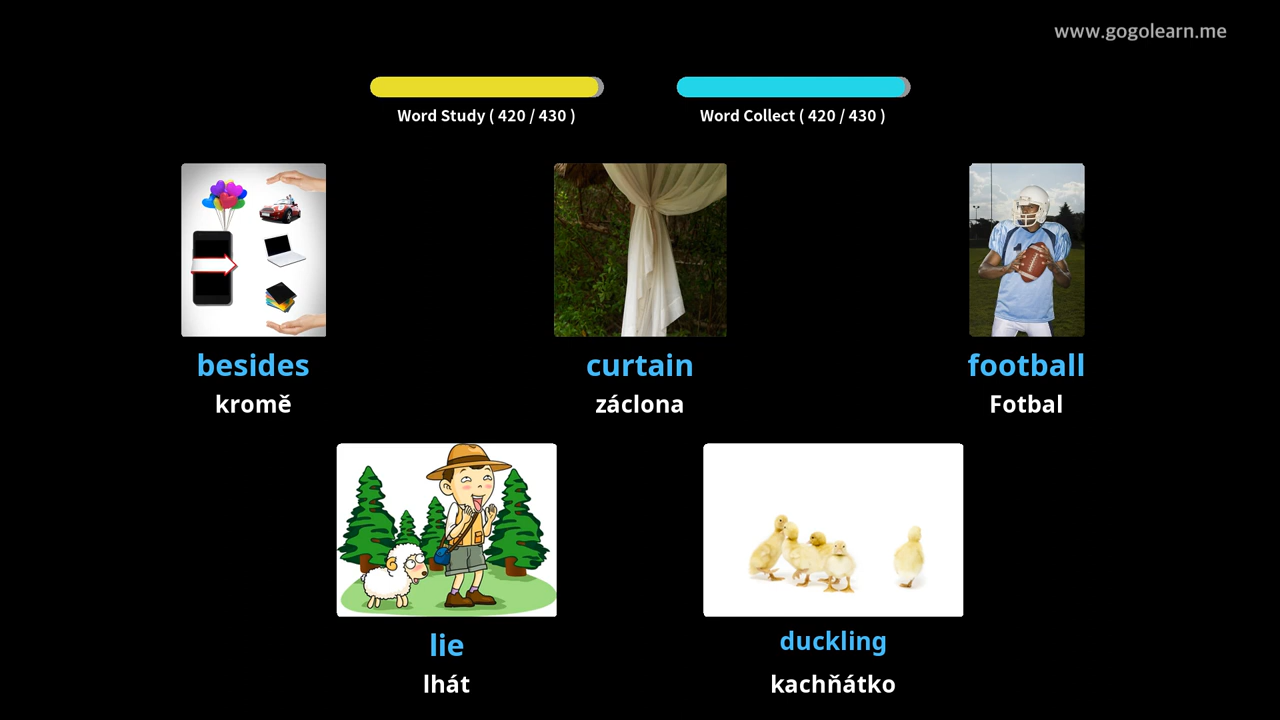 www.gogolearn.me
Word Study ( 420 / 430 )
Word Collect ( 420 / 430 )
besides
kromě
curtain
záclona
football
Fotbal
lie
lhát
duckling
kachňátko